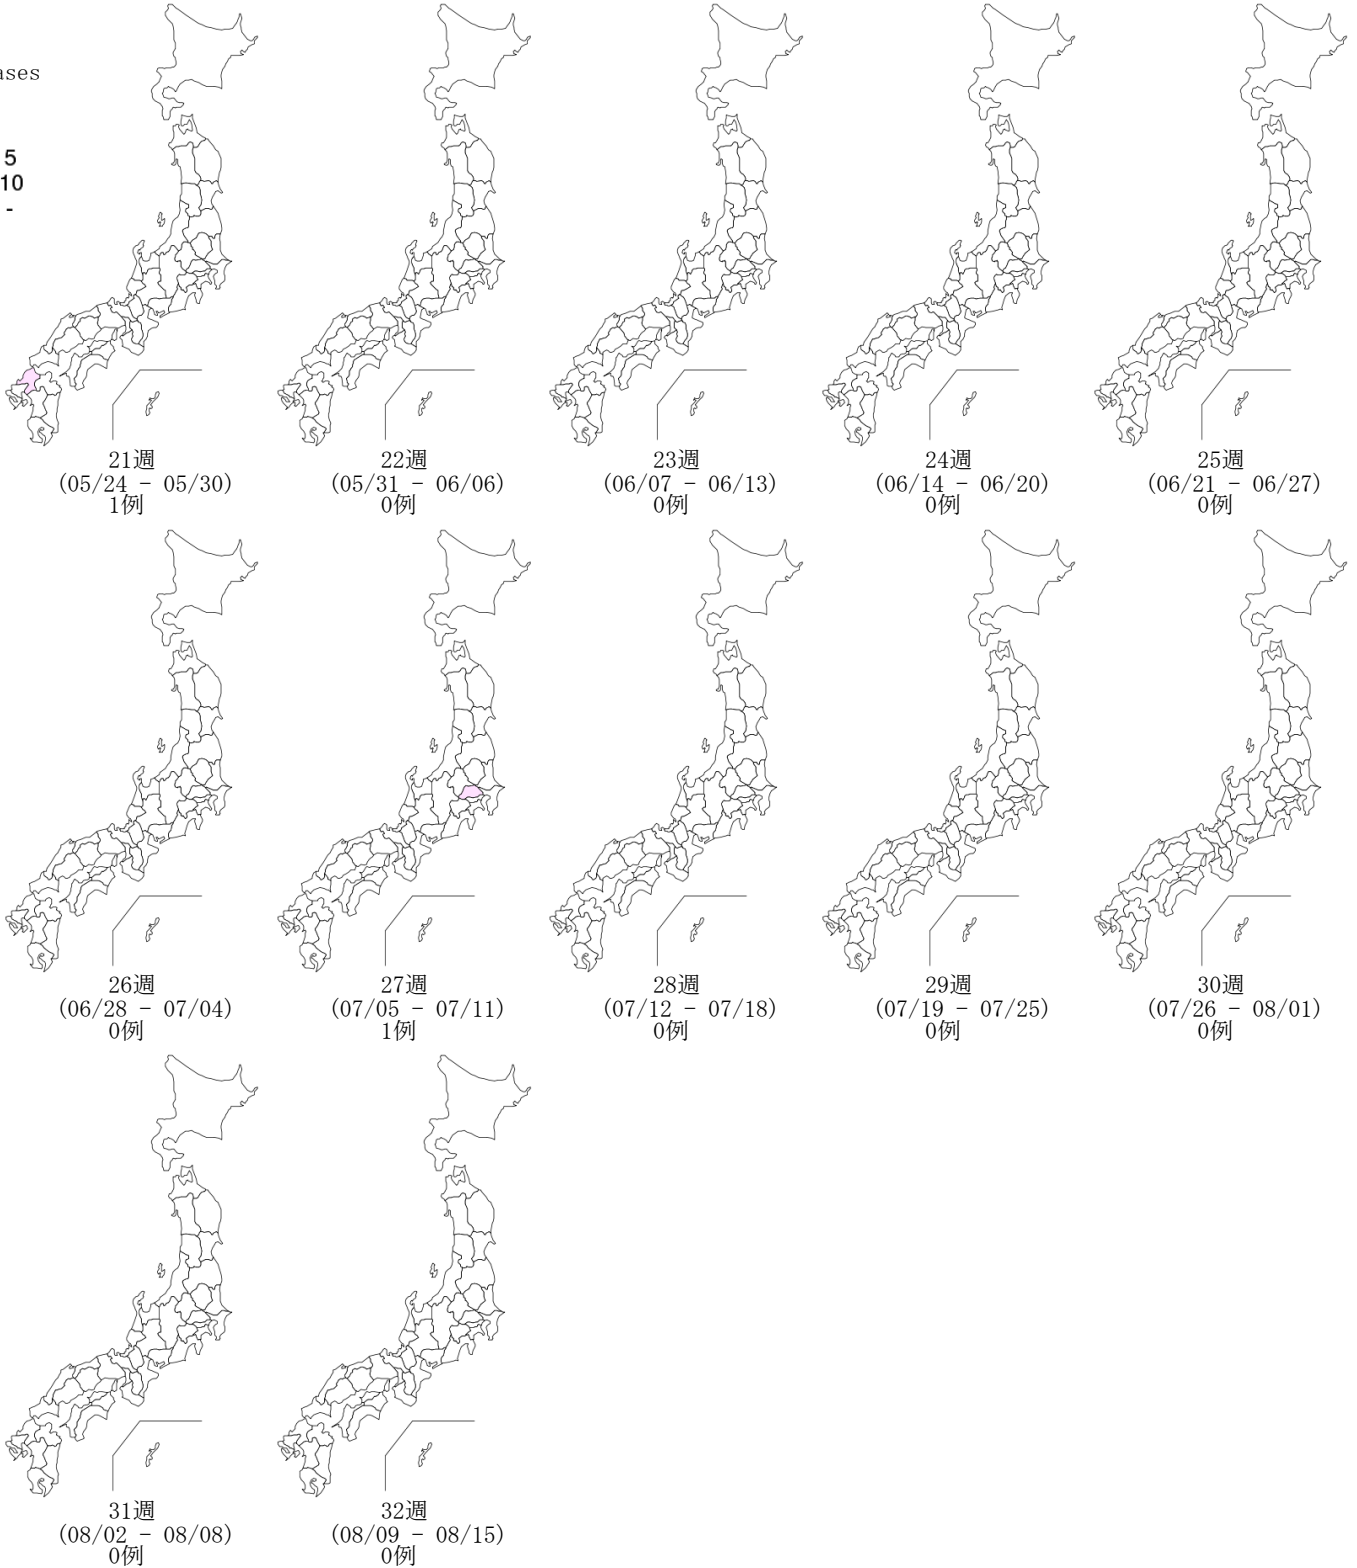 ases
5
10
-
21週
(05/24 - 05/30)
1例
22週
(05/31 - 06/06)
0例
23週
(06/07 - 06/13)
0例
24週
(06/14 - 06/20)
0例
25週
(06/21 - 06/27)
0例
26週
(06/28 - 07/04)
0例
27週
(07/05 - 07/11)
1例
28週
(07/12 - 07/18)
0例
29週
(07/19 - 07/25)
0例
30週
(07/26 - 08/01)
0例
31週
(08/02 - 08/08)
0例
32週
(08/09 - 08/15)
0例